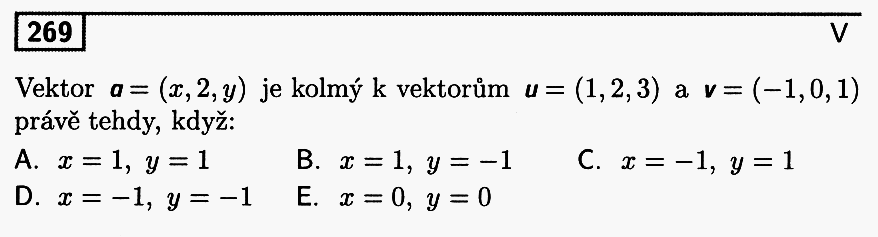 269 V
Vektor a = (x, 2, y) je kolmý k vektorům u = (1, 2, 3) a v = (−1, 0, 1)
právě tehdy, když:
A. x = 1, y = 1 B. x = 1, y = −1 C. x = −1, y = 1
D. x = −1, y = −1 E. x = 0, y = 0